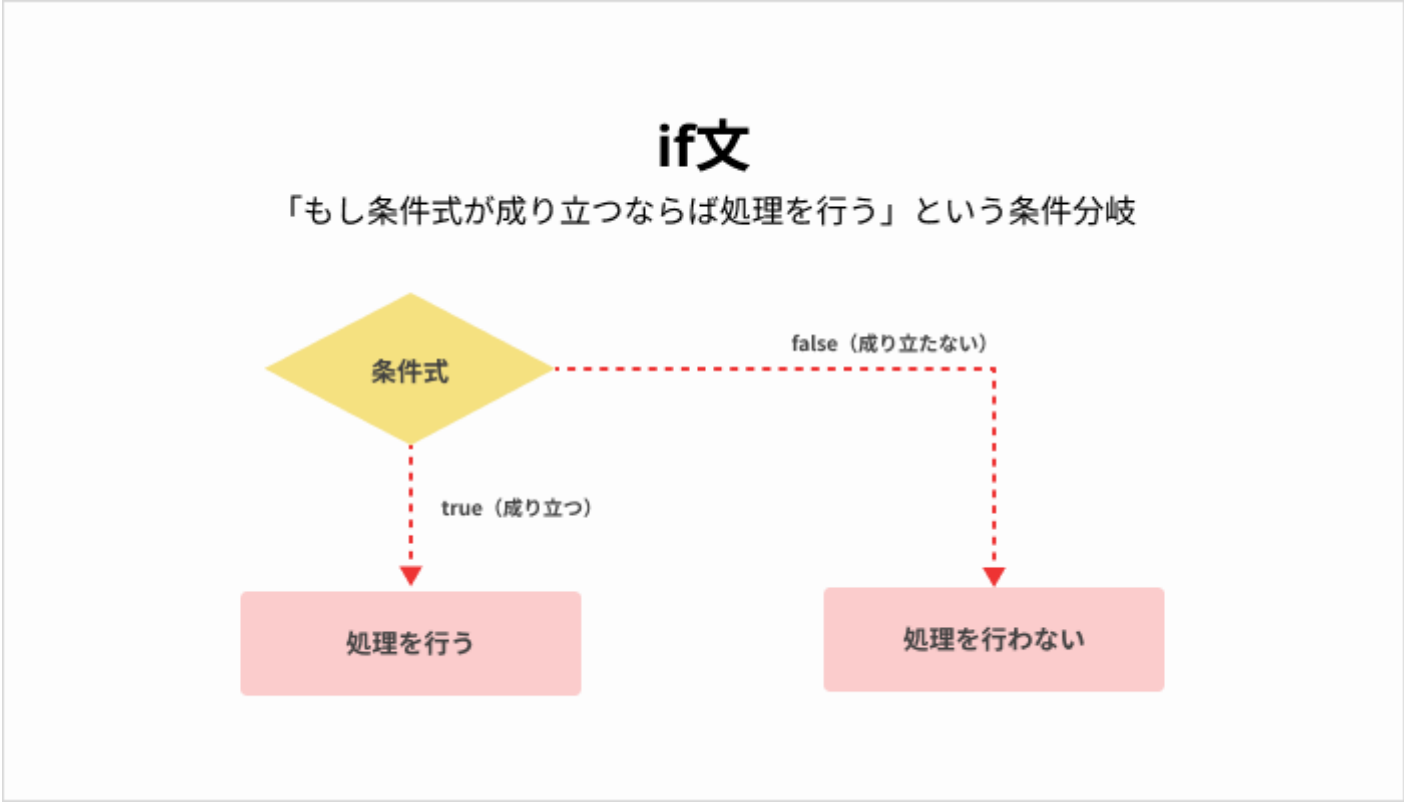 if文
「もし条件式が成り立つならば処理を行う」という条件分岐
条件式
false（成り立たない）
true（成り立つ）
処理を行う
処理を行わない